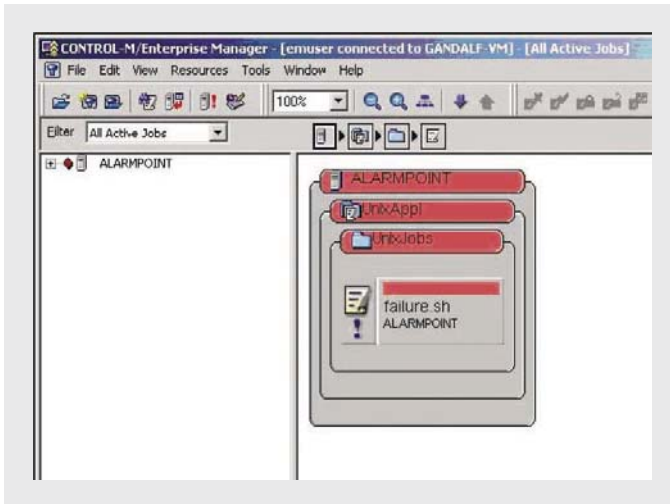 CONTROL-M/Enterprise Manager - [emuser connected to GANDALF-VM] - [All Active Jobs]
File Edit View Resources Tools Window Help
100%
Filter All Active Jobs
ALARMPOINT
ALARMPOINT
UnixAppl
UnixJobs
failure.sh
ALARMPOINT